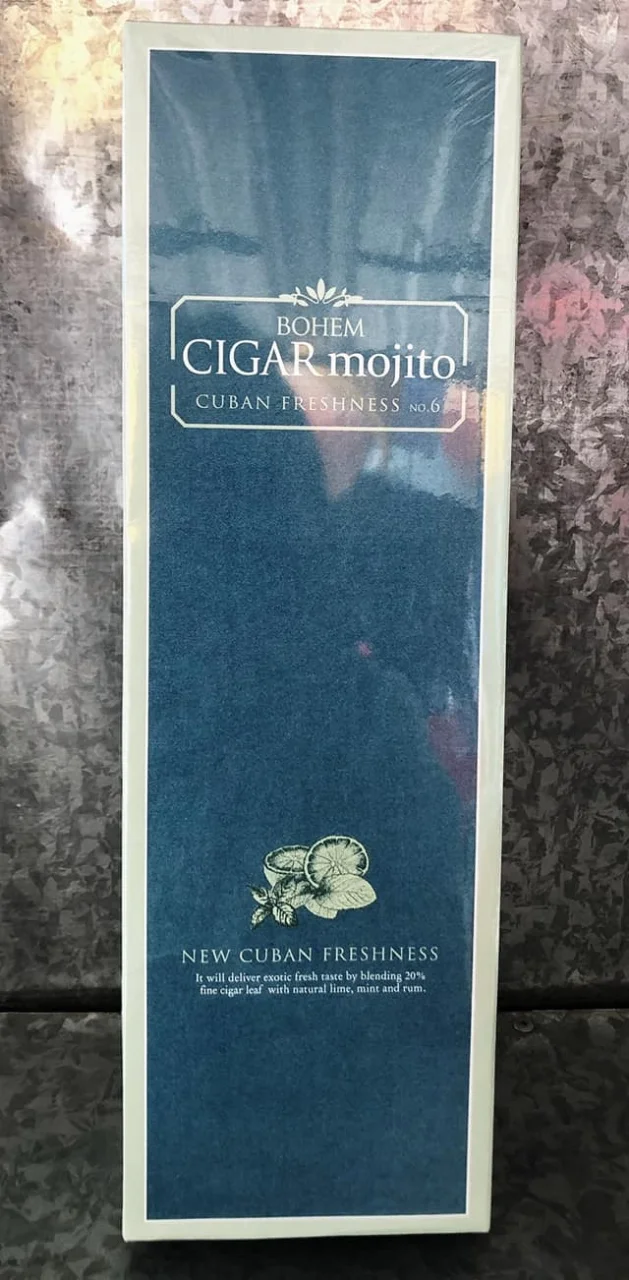 BOHEM
CIGAR mojito
CUBAN FRESHNESS NO.6
NEW CUBAN FRESHNESS
It will deliver exotic fresh taste by blending 20%
fine cigar leaf with natural lime, mint and rum.